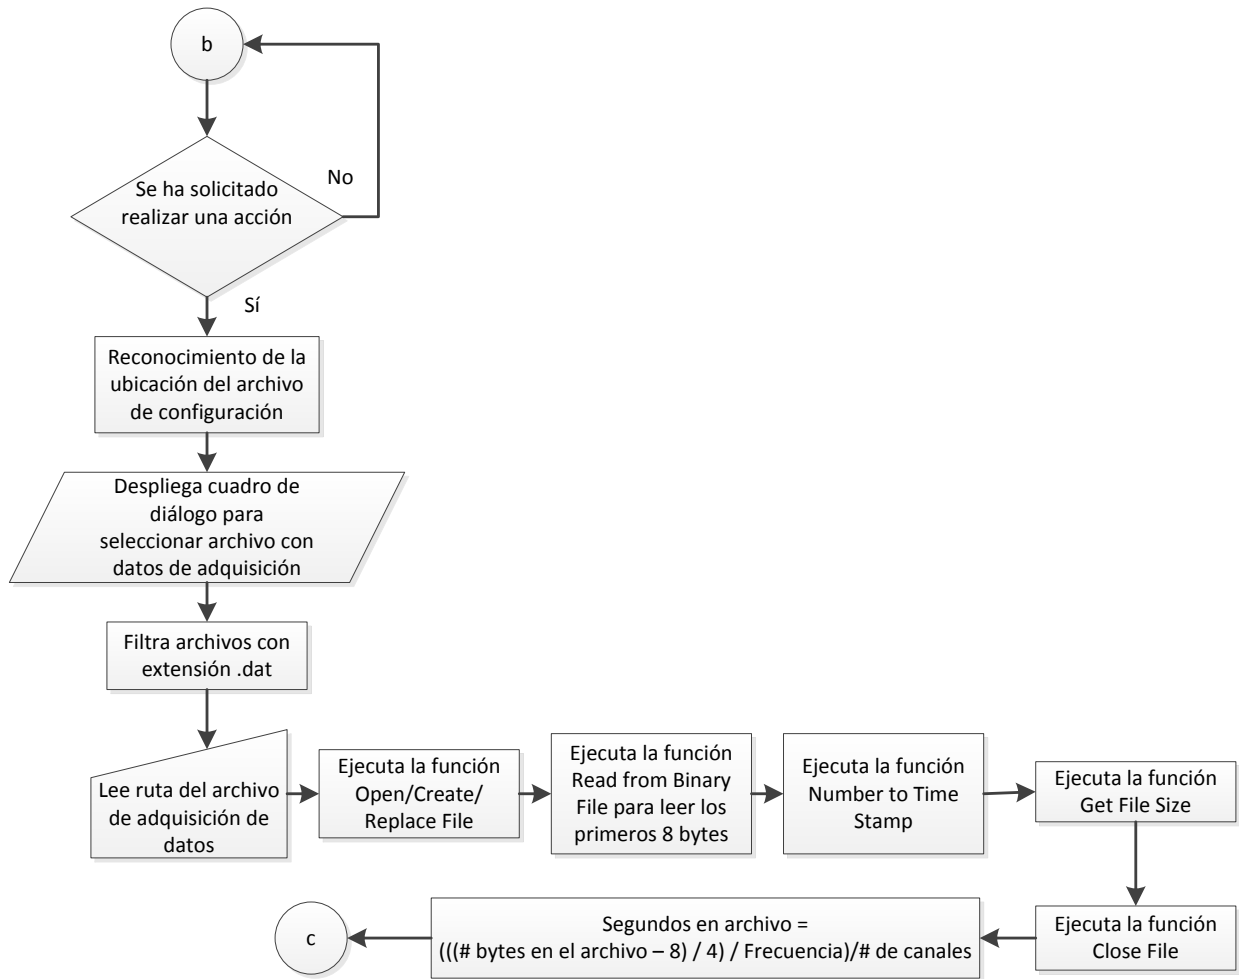 b
Se ha solicitado
realizar una acción
No
Sí
Reconocimiento de la
ubicación del archivo
de configuración
Despliega cuadro de
diálogo para
seleccionar archivo con
datos de adquisición
Filtra archivos con
extensión .dat
Lee ruta del archivo
de adquisición de
datos
Ejecuta la función
Open/Create/
Replace File
Ejecuta la función
Read from Binary
File para leer los
primeros 8 bytes
Ejecuta la función
Number to Time
Stamp
Ejecuta la función
Get File Size
Ejecuta la función
Close File
Segundos en archivo =
(((# bytes en el archivo – 8) / 4) / Frecuencia)/# de canales
c